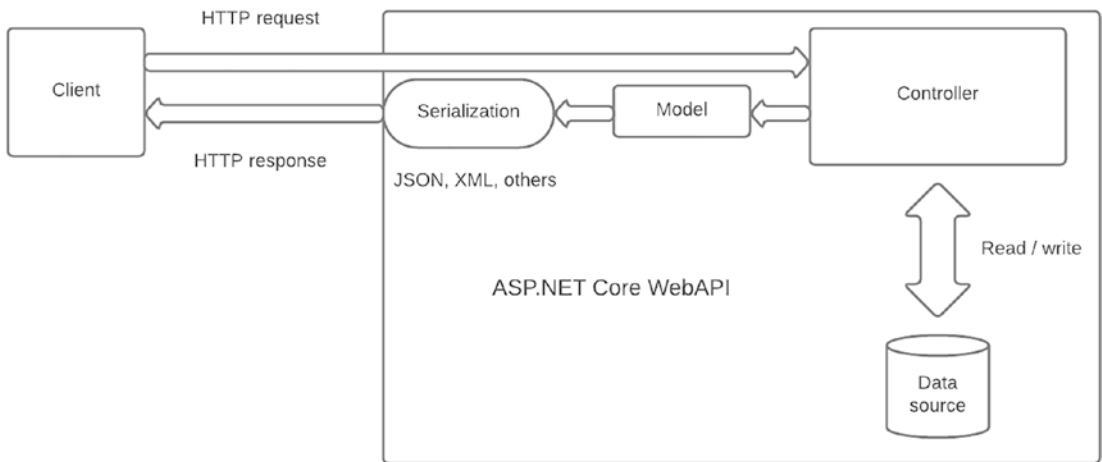 HTTP request
Client
Controller
Serialization
Model
HTTP response
JSON, XML, others
Read / write
ASP.NET Core WebAPI
Data
source